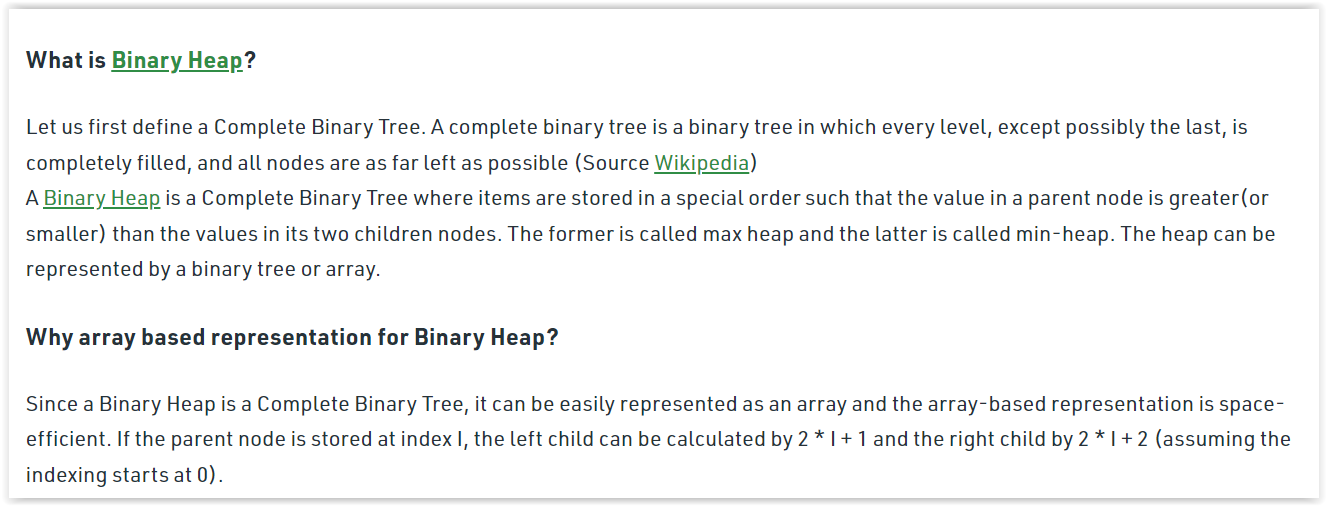 What is Binary Heap?
Let us first define a Complete Binary Tree. A complete binary tree is a binary tree in which every level, except possibly the last, is
completely filled, and all nodes are as far left as possible (Source Wikipedia)
A Binary Heap is a Complete Binary Tree where items are stored in a special order such that the value in a parent node is greater(or
smaller) than the values in its two children nodes. The former is called max heap and the latter is called min-heap. The heap can be
represented by a binary tree or array.
Why array based representation for Binary Heap?
Since a Binary Heap is a Complete Binary Tree, it can be easily represented as an array and the array-based representation is space-
efficient. If the parent node is stored at index I, the left child can be calculated by 2 * I + 1 and the right child by 2 * I + 2 (assuming the
indexing starts at 0).